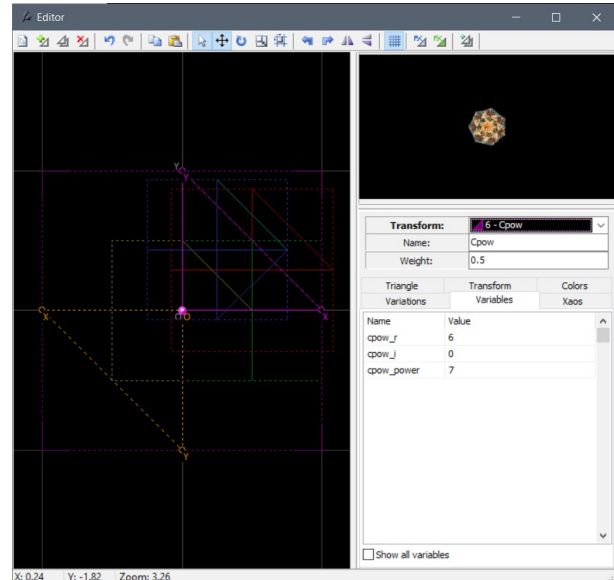 Editor
Transform: 6 - Cpow
Name: Cpow
Weight: 0.5
Triangle Transform Colors
Variations Variables Xaos
Name Value
cpow_r 6
cpow_i 0
cpow_power 7
Show all variables
Y Y
Y
X O O X
Y
X: 0.24 Y: -1.82 Zoom: 3.26